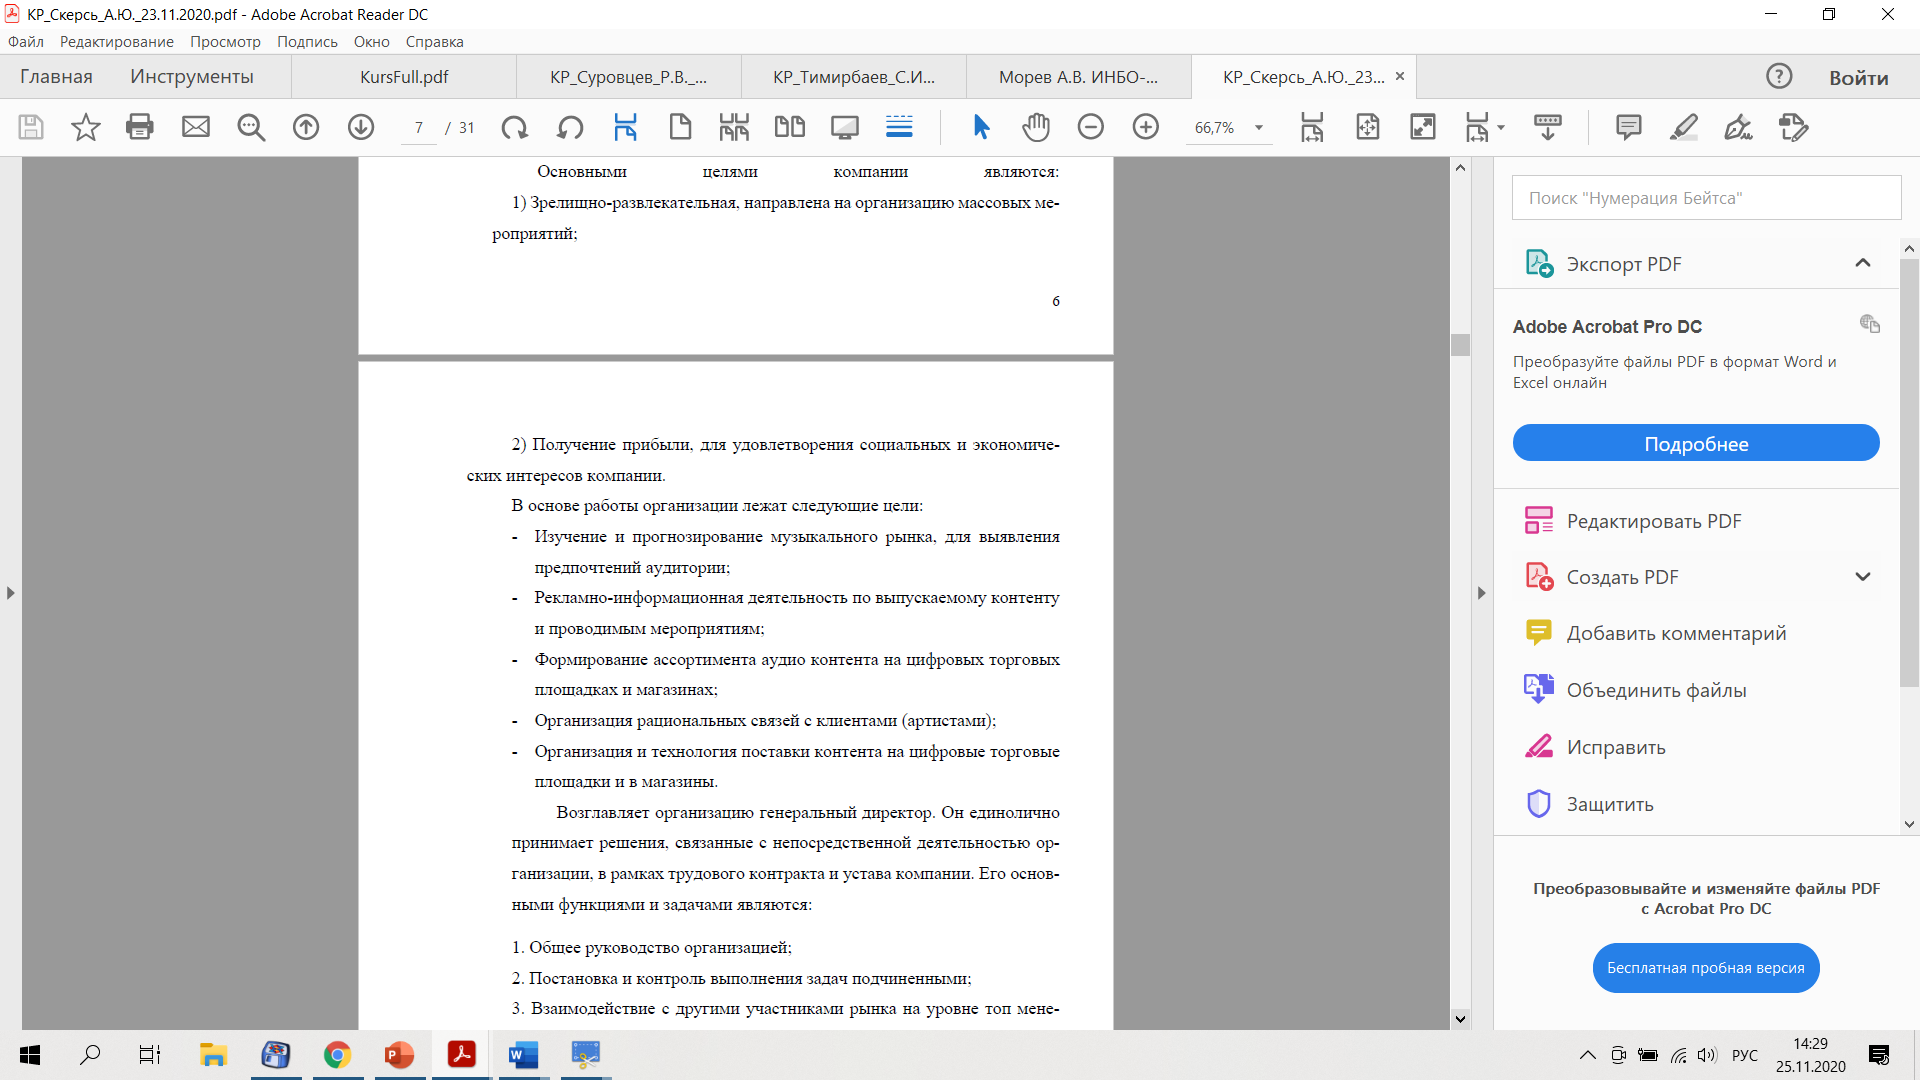 КР_Скерсь_А.Ю._23.11.2020.pdf - Adobe Acrobat Reader DC
Файл Редактирование Просмотр Подпись Окно Справка
Главная Инструменты KursFull.pdf КР_Суровцев_Р.В._... КР_Тимирбаев_С.И... Морев А.В. ИНБО-... КР_Скерсь_А.Ю._23... Войти
7 / 31 66,7%
Основными целями компании являются:
1) Зрелищно-развлекательная, направлена на организацию массовых ме-
роприятий;
6
2) Получение прибыли, для удовлетворения социальных и экономиче-
ских интересов компании.
В основе работы организации лежат следующие цели:
- Изучение и прогнозирование музыкального рынка, для выявления
предпочтений аудитории;
- Рекламно-информационная деятельность по выпускаемому контенту
и проводимым мероприятиям;
- Формирование ассортимента аудио контента на цифровых торговых
площадках и магазинах;
- Организация рациональных связей с клиентами (артистами);
- Организация и технология поставки контента на цифровые торговые
площадки и в магазины.
Возглавляет организацию генеральный директор. Он единолично
принимает решения, связанные с непосредственной деятельностью ор-
ганизации, в рамках трудового контракта и устава компании. Его основ-
ными функциями и задачами являются:
1. Общее руководство организацией;
2. Постановка и контроль выполнения задач подчиненными;
3. Взаимодействие с другими участниками рынка на уровне топ мене-
Поиск "Нумерация Бейтса"
Экспорт PDF
Adobe Acrobat Pro DC
Преобразуйте файлы PDF в формат Word и
Excel онлайн
Подробнее
Редактировать PDF
Создать PDF
Добавить комментарий
Объединить файлы
Исправить
Защитить
Преобразовывайте и изменяйте файлы PDF
с Acrobat Pro DC
Бесплатная пробная версия
РУС
14:29
25.11.2020